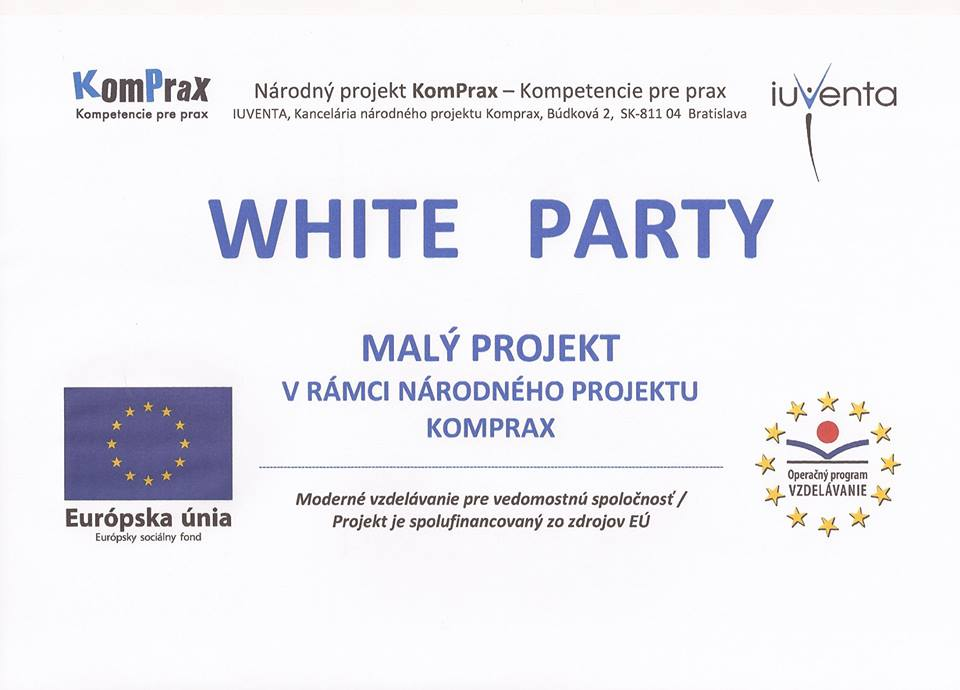 KomPrax
Kompetencie pre prax
Národný projekt KomPrax – Kompetencie pre prax
IUVENTA, Kancelária národného projektu Komprax, Búdková 2, SK-811 04 Bratislava
iuventa
WHITE PARTY
MALÝ PROJEKT
V RÁMCI NÁRODNÉHO PROJEKTU
KOMPRAX
Európska únia
Európsky sociálny fond
Moderné vzdelávanie pre vedomostnú spoločnosť /
Projekt je spolufinancovaný zo zdrojov EÚ
Operačný program
VZDELÁVANIE